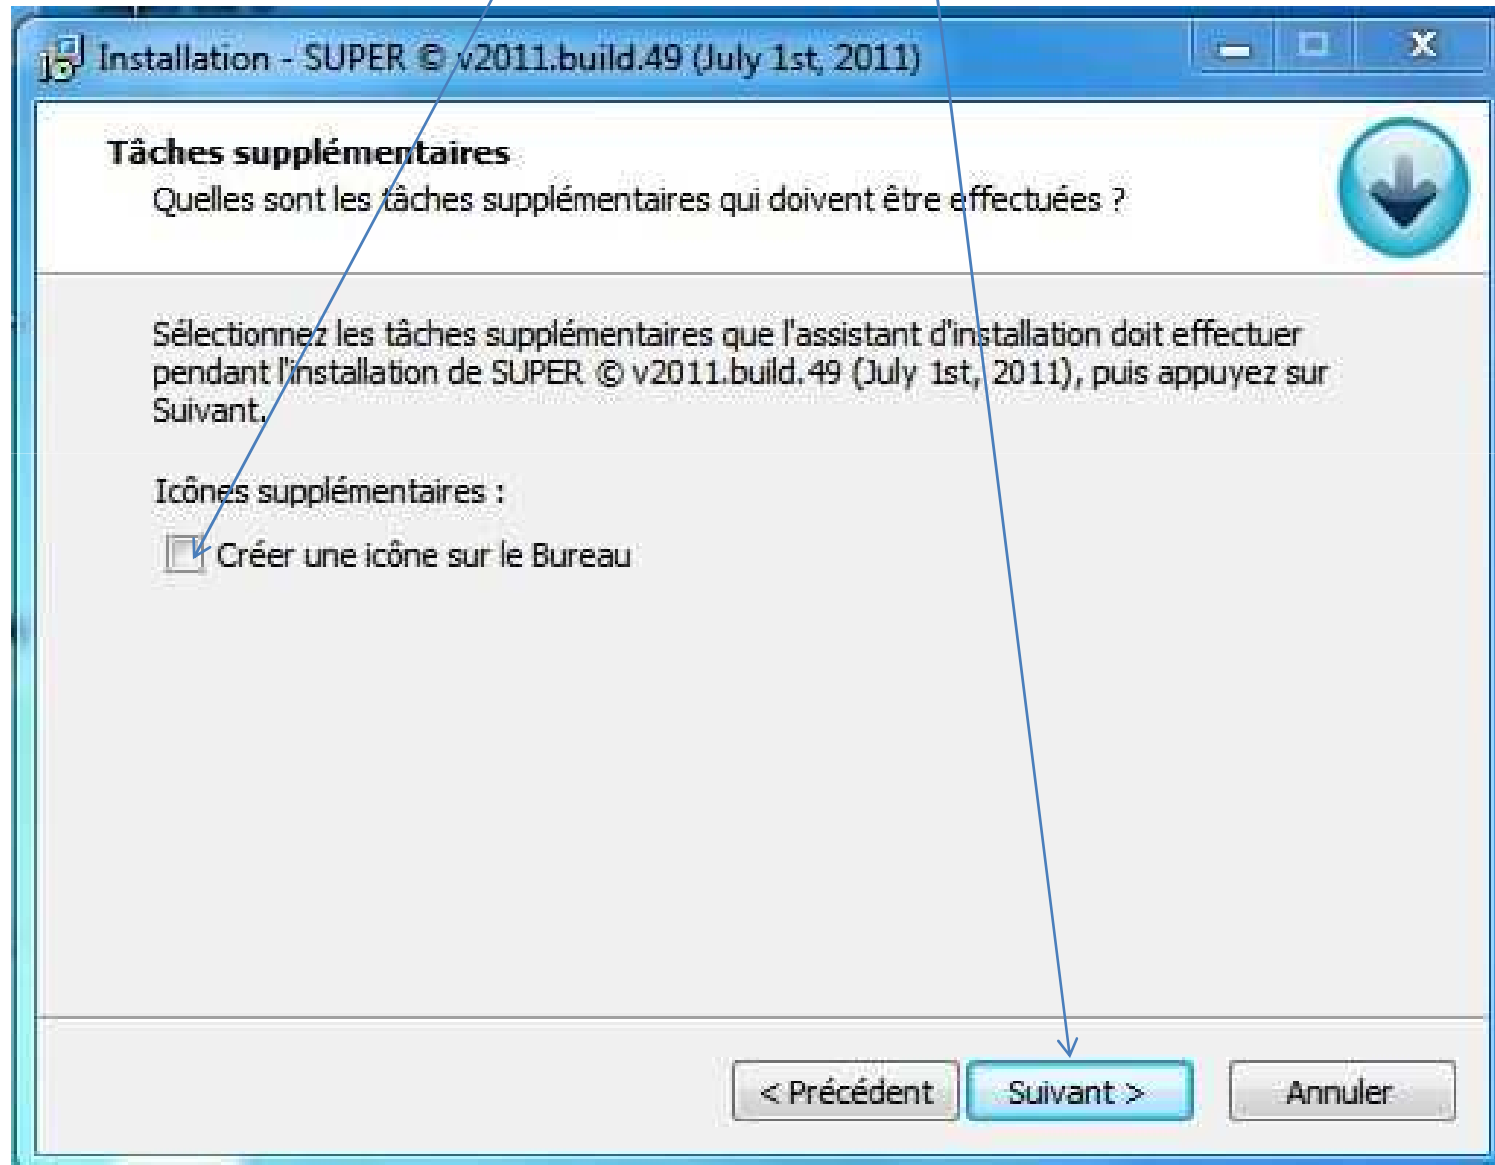 Installation - SUPER © v2011.build.49 (July 1st, 2011)
Tâches supplémentaires
Quelles sont les tâches supplémentaires qui doivent être effectuées ?
Sélectionnez les tâches supplémentaires que l'assistant d'installation doit effectuer
pendant l'installation de SUPER © v2011.build.49 (July 1st, 2011), puis appuyez sur
Suivant.
Icônes supplémentaires :
Créer une icône sur le Bureau
< Précédent
Suivant >
Annuler